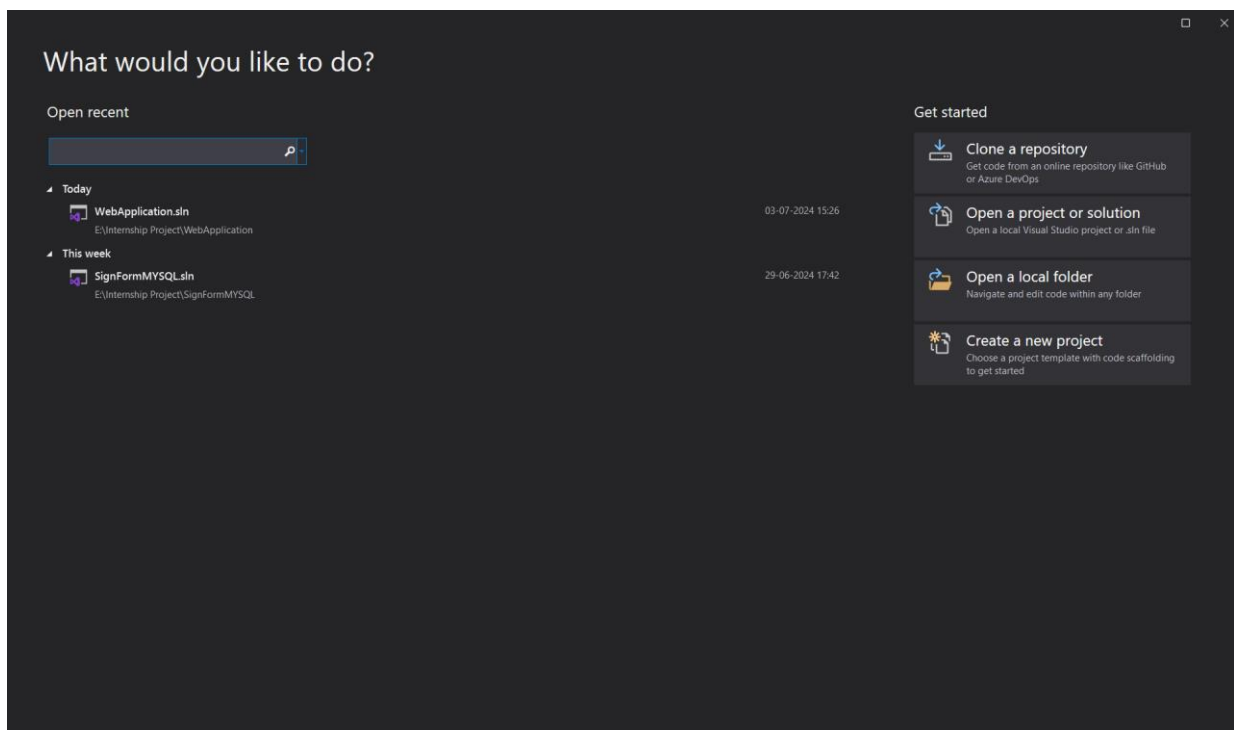 What would you like to do?
Open recent
Today
WebApplication.sln
03-07-2024 15:26
E:\Internship Project\WebApplication
This week
SignFormMYSQL.sln
29-06-2024 17:42
E:\Internship Project\SignFormMYSQL
Get started
Clone a repository
Get code from an online repository like GitHub
or Azure DevOps
Open a project or solution
Open a local Visual Studio project or .sln file
Open a local folder
Navigate and edit code within any folder
Create a new project
Choose a project template with code scaffolding
to get started